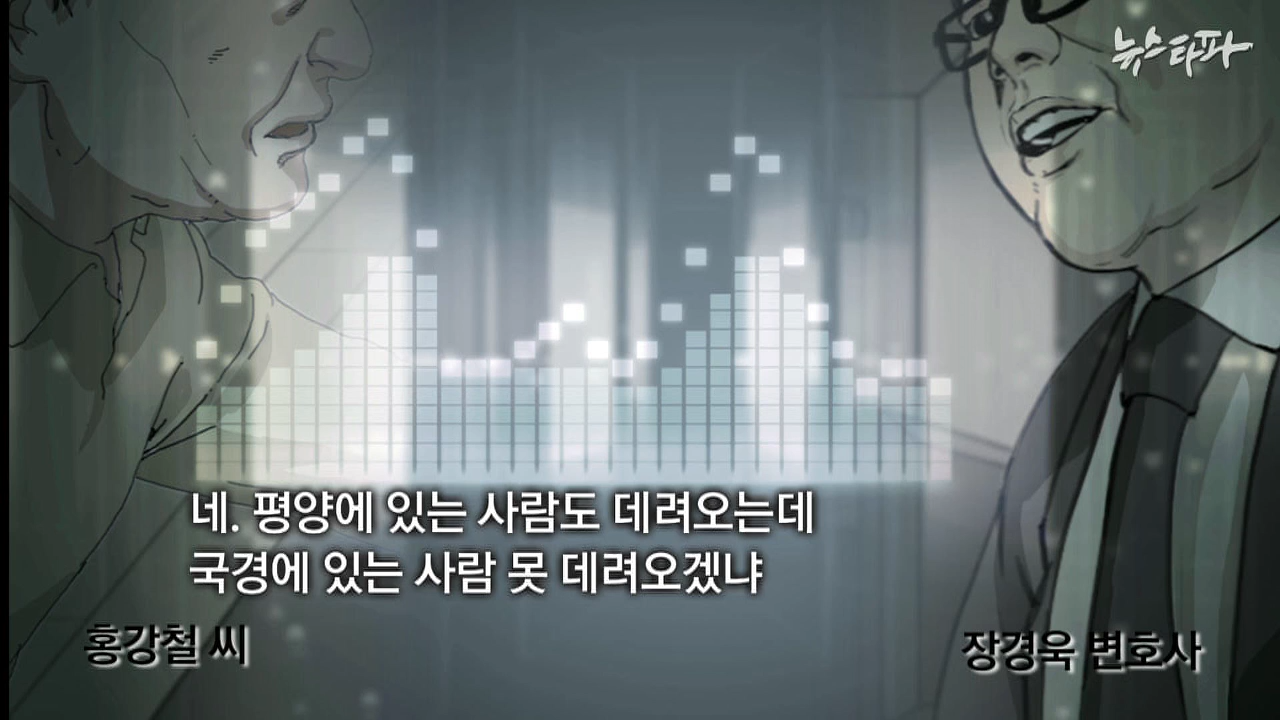 뉴스타파
네. 평양에 있는 사람도 데려오는데
국경에 있는 사람 못 데려오겠냐
홍강철 씨
장경욱 변호사